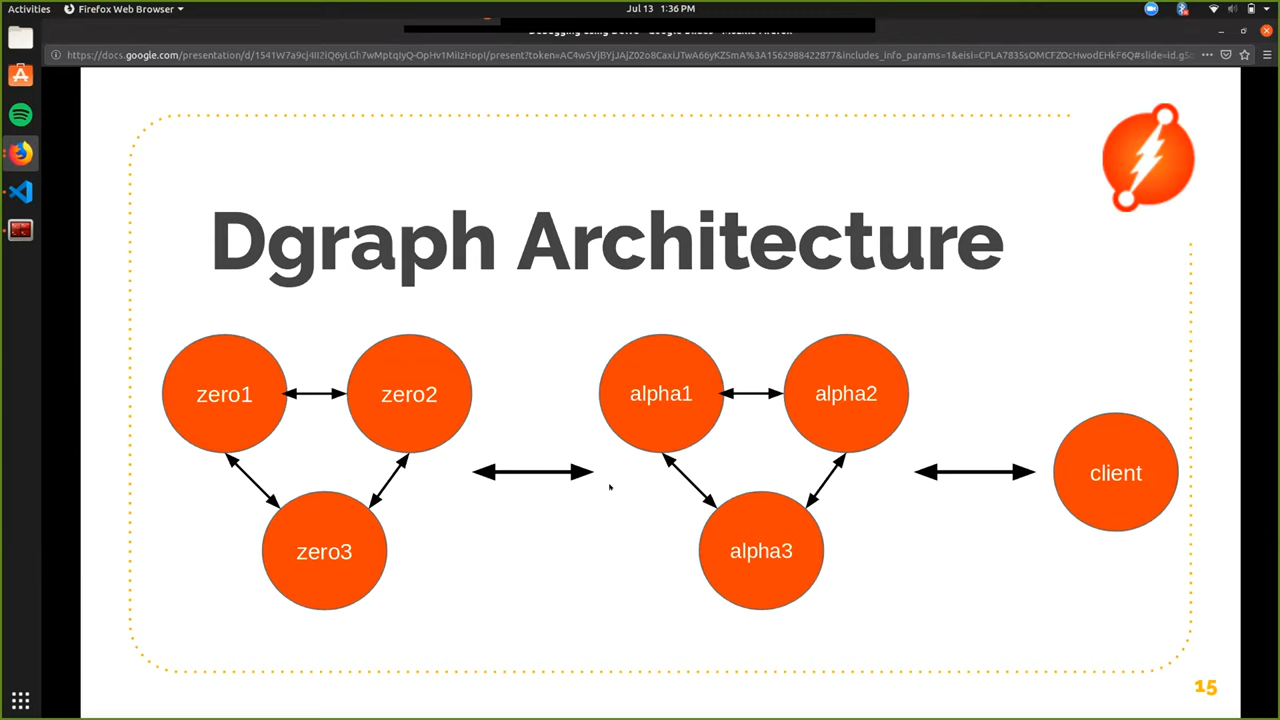 Activities Firefox Web Browser Jul 13 1:36 PM
Dgraph Architecture
zero1 zero2 alpha1 alpha2
client
zero3 alpha3
15